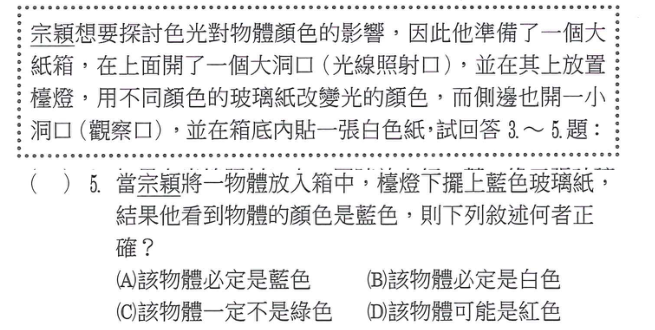 宗穎想要探討色光對物體顏色的影響，因此他準備了一個大
紙箱，在上面開了一個大洞口（光線照射口），並在其上放置
檯燈，用不同顏色的玻璃紙改變光的顏色，而側邊也開一小
洞口（觀察口），並在箱底內貼一張白色紙，試回答3.～5.題：
（　）5. 當宗穎將一物體放入箱中，檯燈下擺上藍色玻璃紙，
結果他看到物體的顏色是藍色，則下列敘述何者正
確？
(A)該物體必定是藍色　(B)該物體必定是白色
(C)該物體一定不是綠色　(D)該物體可能是紅色